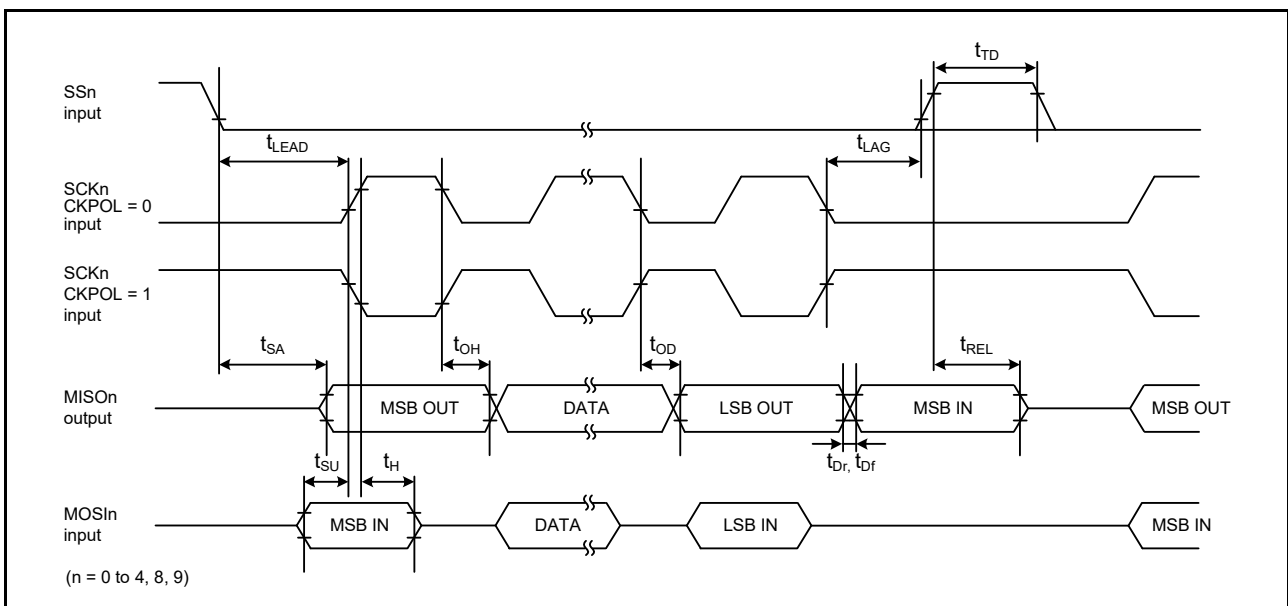 SSn
input
tTD
tLEAD
tLAG
SCKn
CKPOL = 0
input
SCKn
CKPOL = 1
input
tSA
tOH
tOD
tREL
MISOn
output
MSB OUT
DATA
LSB OUT
MSB IN
MSB OUT
tSU
tH
tDr, tDf
MOSIn
input
MSB IN
DATA
LSB IN
MSB IN
(n = 0 to 4, 8, 9)